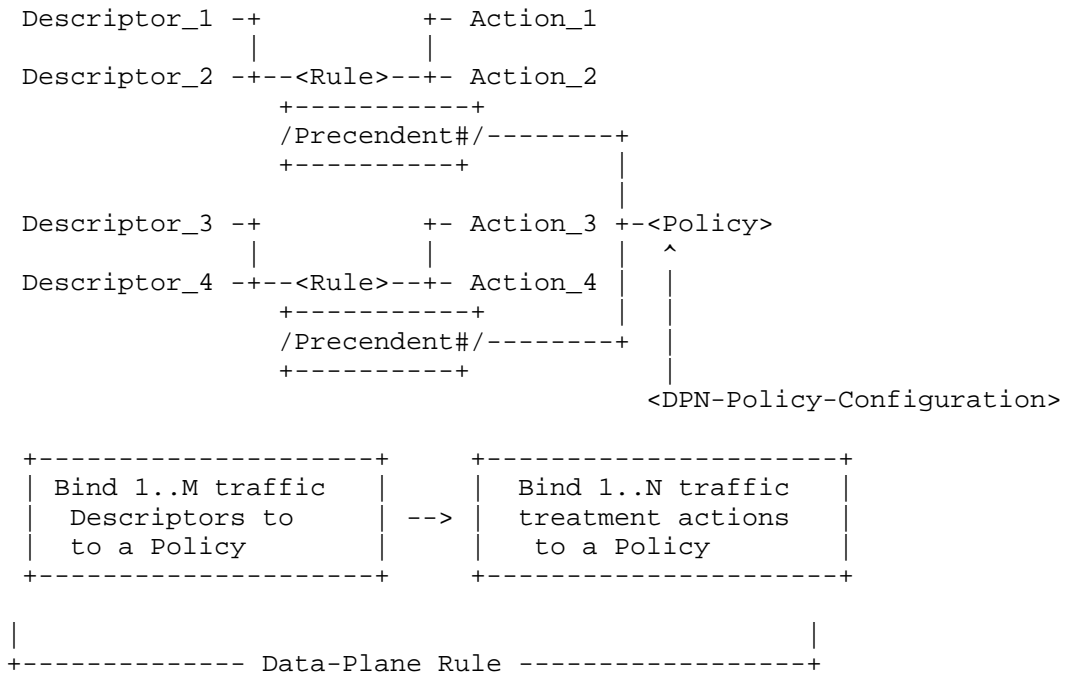 Descriptor_1 -+ +- Action_1
| |
Descriptor_2 -+--<Rule>--+- Action_2
+-----------+
/Precendent#/--------+
+----------+ |
|
Descriptor_3 -+ +- Action_3 +-<Policy>
| | | ^
Descriptor_4 -+--<Rule>--+- Action_4 | |
+-----------+ | |
/Precendent#/--------+ |
+----------+ |
<DPN-Policy-Configuration>
+---------------------+ +----------------------+
| Bind 1..M traffic | | Bind 1..N traffic |
| Descriptors to | --> | treatment actions |
| to a Policy | | to a Policy |
+---------------------+ +----------------------+
| |
+-------------- Data-Plane Rule ------------------+